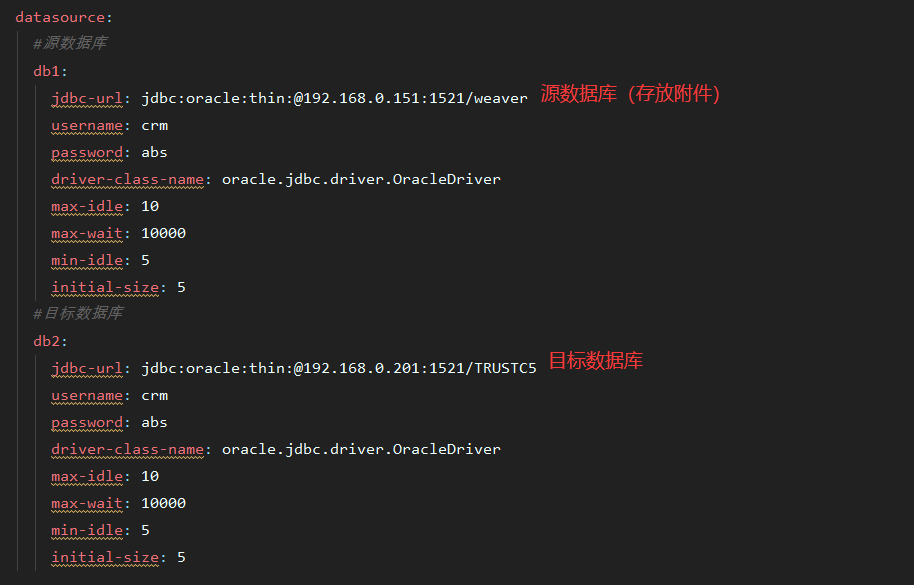 datasource:
#源数据库
db1:
jdbc-url: jdbc:oracle:thin:@192.168.0.151:1521/weaver 源数据库（存放附件）
username: crm
password: abs
driver-class-name: oracle.jdbc.driver.OracleDriver
max-idle: 10
max-wait: 10000
min-idle: 5
initial-size: 5
#目标数据库
db2:
jdbc-url: jdbc:oracle:thin:@192.168.0.201:1521/TRUSTC5 目标数据库
username: crm
password: abs
driver-class-name: oracle.jdbc.driver.OracleDriver
max-idle: 10
max-wait: 10000
min-idle: 5
initial-size: 5